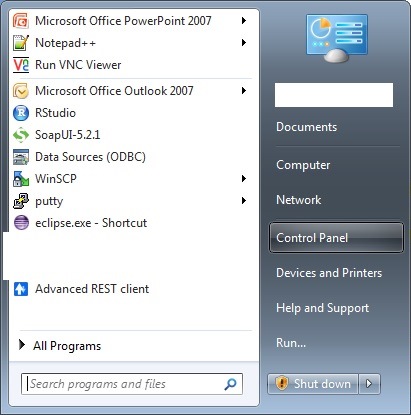 Microsoft Office PowerPoint 2007
Notepad++
Run VNC Viewer
Microsoft Office Outlook 2007
RStudio
SoapUI-5.2.1
Data Sources (ODBC)
WinSCP
putty
eclipse.exe - Shortcut
Advanced REST client
All Programs
Search programs and files
Documents
Computer
Network
Control Panel
Devices and Printers
Help and Support
Run...
Shut down